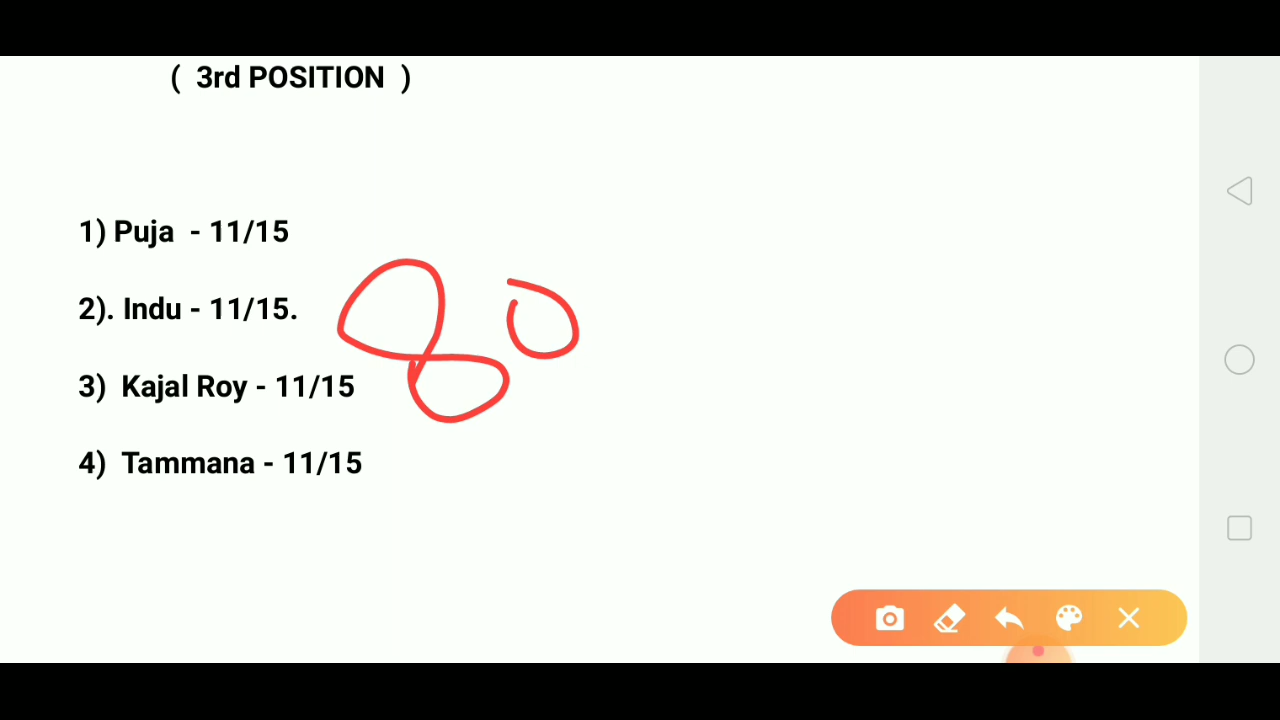 ( 3rd POSITION )
1) Puja - 11/15
2). Indu - 11/15.
80
3) Kajal Roy - 11/15
4) Tammana - 11/15